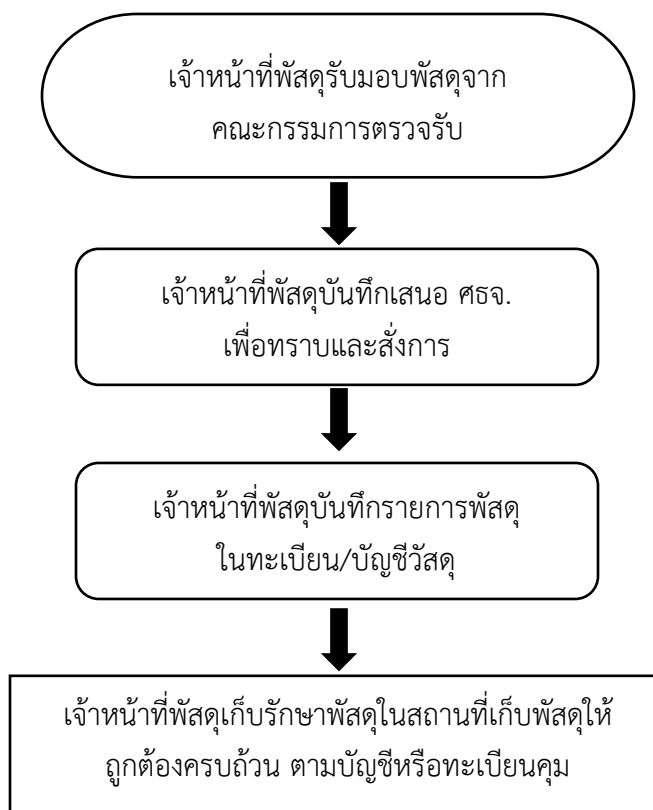 เจ้าหน้าที่พัสดุรับมอบพัสดุจาก
คณะกรรมการตรวจรับ
เจ้าหน้าที่พัสดุบันทึกเสนอ ศธจ.
เพื่อทราบและสั่งการ
เจ้าหน้าที่พัสดุบันทึกรายการพัสดุ
ในทะเบียน/บัญชีวัสดุ
เจ้าหน้าที่พัสดุเก็บรักษาพัสดุในสถานที่เก็บพัสดุให้
ถูกต้องครบถ้วน ตามบัญชีหรือทะเบียนคุม